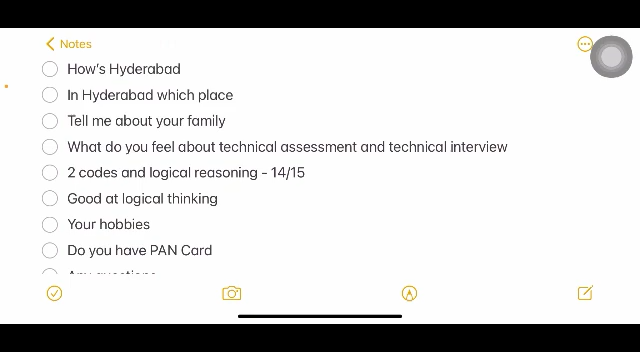 Notes
How's Hyderabad
In Hyderabad which place
Tell me about your family
What do you feel about technical assessment and technical interview
2 codes and logical reasoning - 14/15
Good at logical thinking
Your hobbies
Do you have PAN Card
Any questions